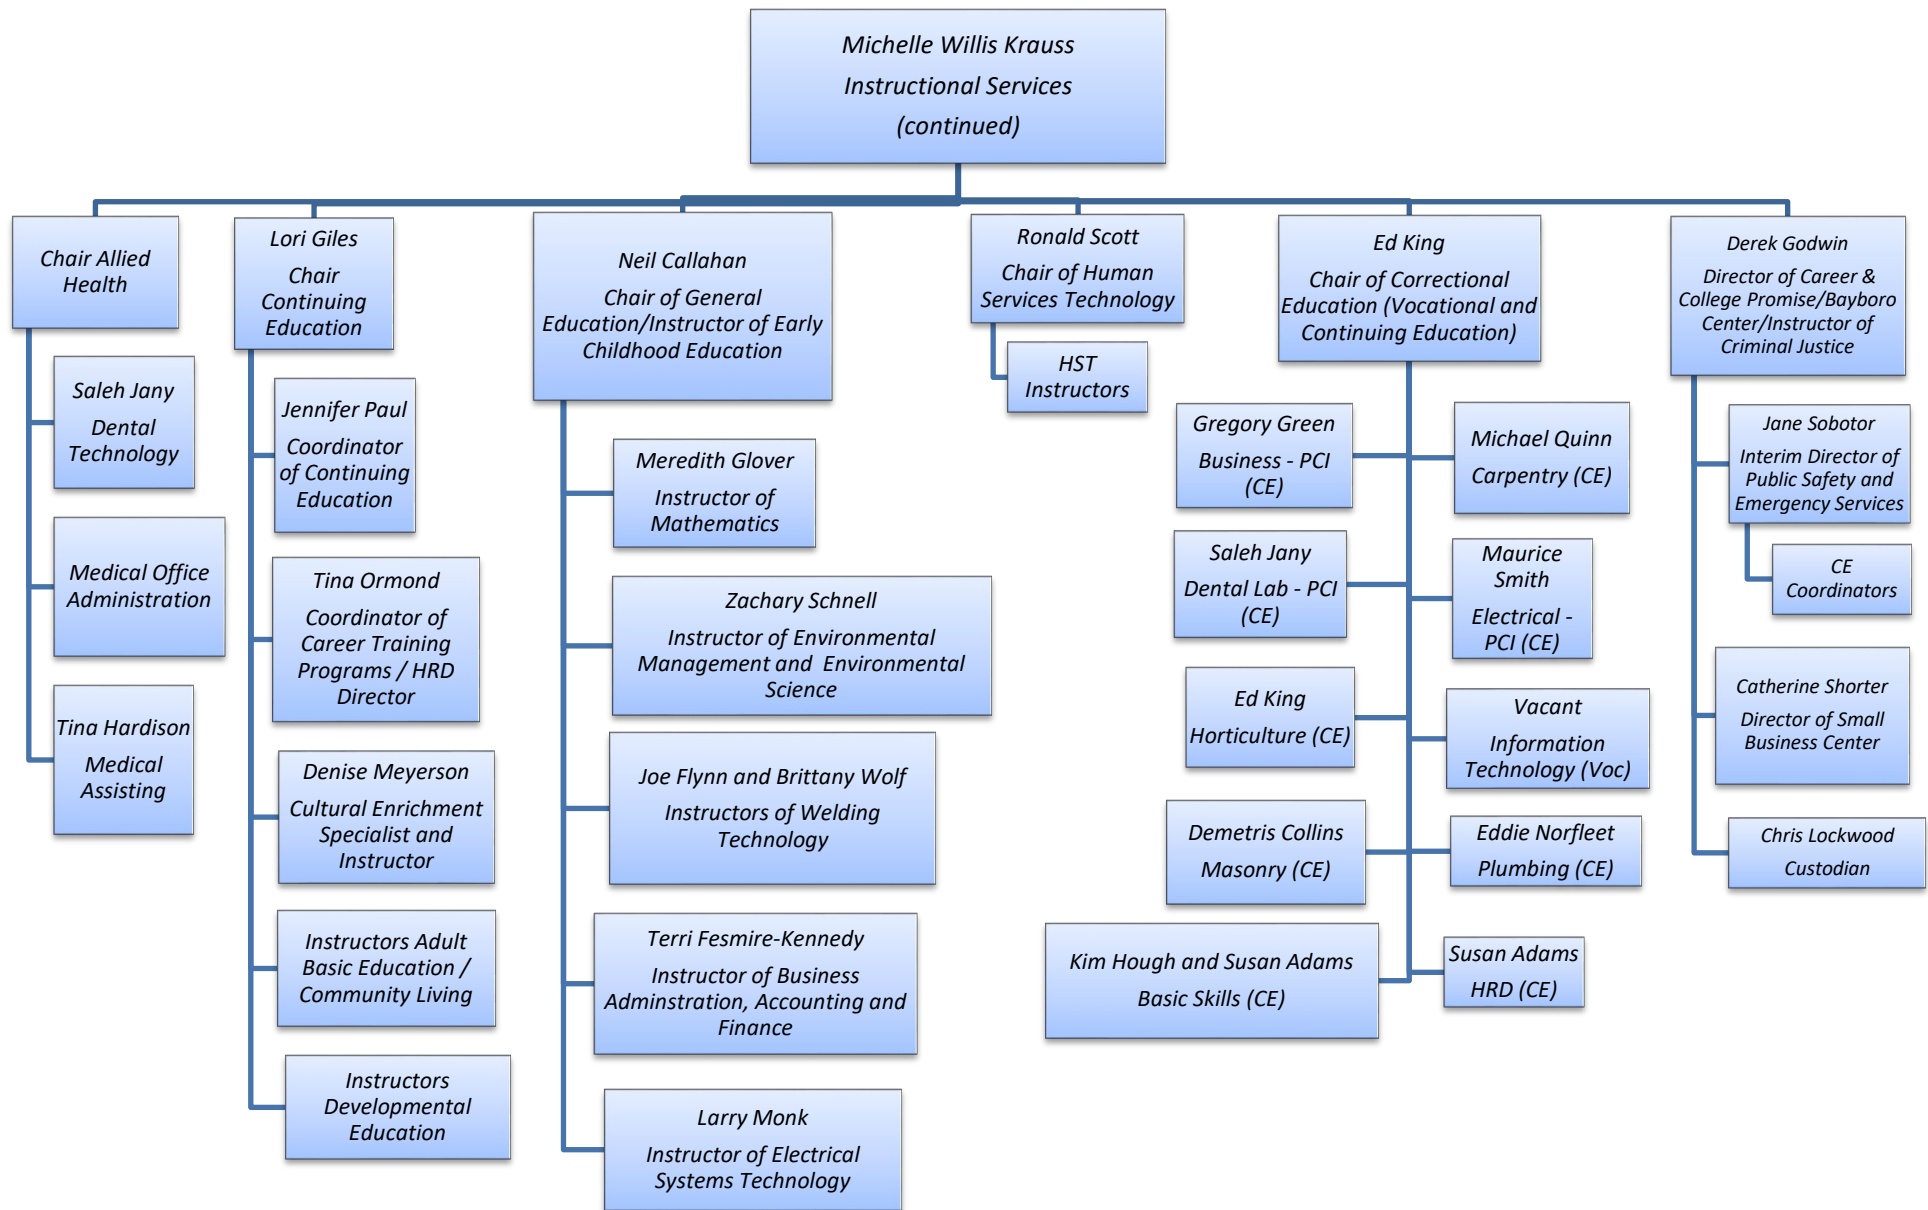 Michelle Willis Krauss
Instructional Services
(continued)
Chair Allied
Health
Saleh Jany
Dental
Technology
Medical Office
Administration
Tina Hardison
Medical
Assisting
Lori Giles
Chair
Continuing
Education
Jennifer Paul
Coordinator
of Continuing
Education
Tina Ormond
Coordinator of
Career Training
Programs / HRD
Director
Denise Meyerson
Cultural Enrichment
Specialist and
Instructor
Instructors Adult
Basic Education /
Community Living
Instructors
Developmental
Education
Neil Callahan
Chair of General
Education/Instructor of Early
Childhood Education
Meredith Glover
Instructor of
Mathematics
Zachary Schnell
Instructor of Environmental
Management and Environmental
Science
Joe Flynn and Brittany Wolf
Instructors of Welding
Technology
Terri Fesmire-Kennedy
Instructor of Business
Adminstration, Accounting and
Finance
Larry Monk
Instructor of Electrical
Systems Technology
Ronald Scott
Chair of Human
Services Technology
HST
Instructors
Ed King
Chair of Correctional
Education (Vocational and
Continuing Education)
Gregory Green
Business - PCI
(CE)
Michael Quinn
Carpentry (CE)
Saleh Jany
Dental Lab - PCI
(CE)
Maurice
Smith
Electrical -
PCI (CE)
Ed King
Horticulture (CE)
Vacant
Information
Technology (Voc)
Demetris Collins
Masonry (CE)
Eddie Norfleet
Plumbing (CE)
Kim Hough and Susan Adams
Basic Skills (CE)
Susan Adams
HRD (CE)
Derek Godwin
Director of Career &
College Promise/Bayboro
Center/Instructor of
Criminal Justice
Jane Sobotor
Interim Director of
Public Safety and
Emergency Services
CE
Coordinators
Catherine Shorter
Director of Small
Business Center
Chris Lockwood
Custodian